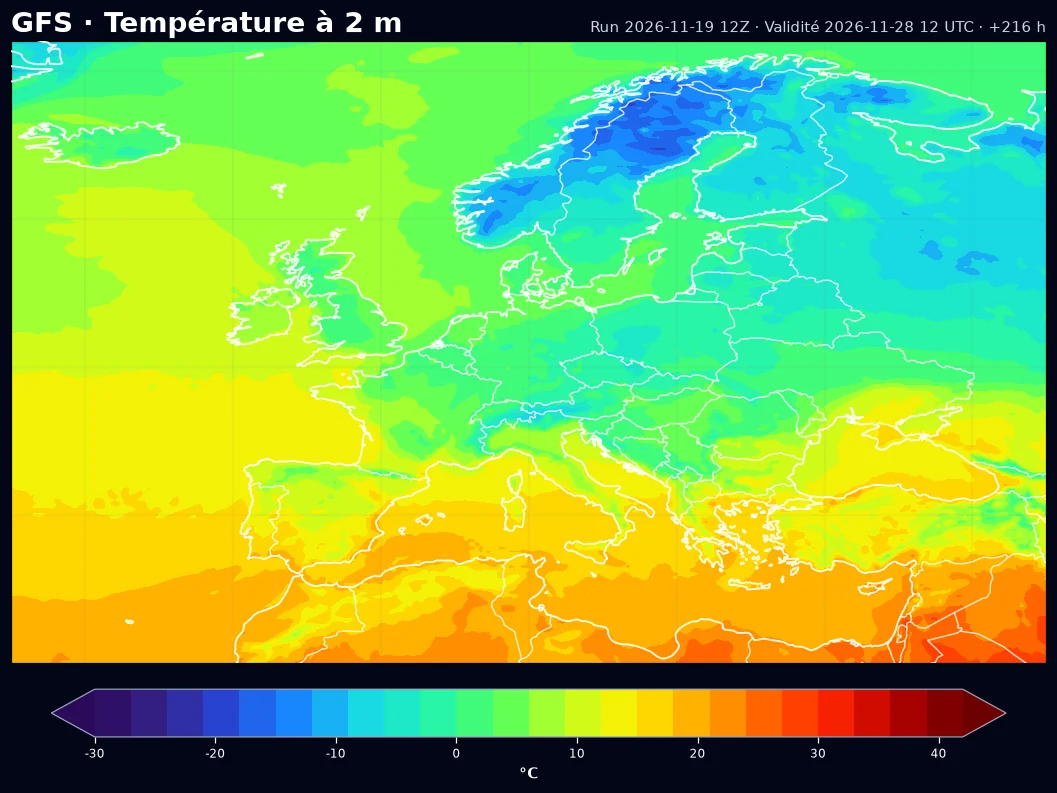 GFS · Température à 2 m
Run 2026-11-19 12Z · Validité 2026-11-28 12 UTC · +216 h
-30 -20 -10 0 10 20 30 40
°C